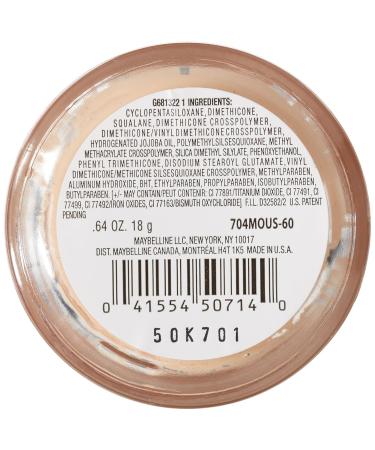 G681322 1 INGREDIENTS:
CYCLOPENTASILOXANE, DIMETHICONE,
SQUALANE, DIMETHICONE CROSSPOLYMER,
DIMETHICONE/VINYL DIMETHICONE CROSSPOLYMER,
HYDROGENATED JOJOBA OIL, POLYMETHYLSILSESQUIOXANE, METHYL
METHACRYLATE CROSSPOLYMER, SILICA DIMETHYL SILYLATE, PHENOXYETHANOL,
PHENYL TRIMETHICONE, DISODIUM STEAROYL GLUTAMATE, VINYL
DIMETHICONE/METHICONE SILSESQUIOXANE CROSSPOLYMER, METHYLPARABEN,
ALUMINUM HYDROXIDE, BHT, ETHYLPARABEN, PROPYLPARABEN, ISOBUTYLPARABEN,
BUTYLPARABEN, [+/- MAY CONTAIN/PEUT CONTENIR: CI 77891/TITANIUM DIOXIDE, CI 77491,
77499, CI 77492/IRON OXIDES, CI 77163/BISMUTH OXYCHLORIDE] F.I.L. D32582/2 U.S. PATENT
PENDING
.64 OZ. 18 g 704MOUS-60
MAYBELLINE LLC, NEW YORK, NY 10017
DIST. MAYBELLINE CANADA, MONTRÉAL H4T 1K5 MADE IN U.S.A.
0 41554 50714 0
50K701